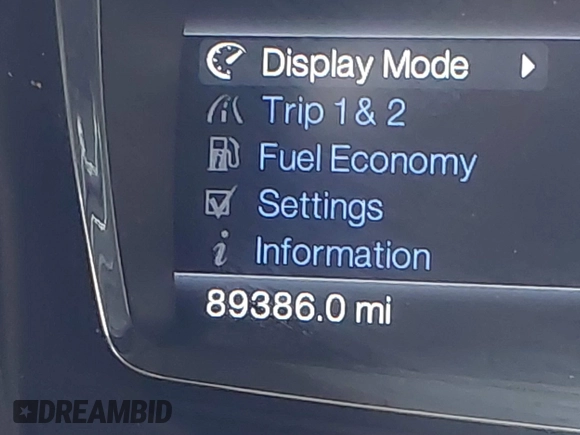 Display Mode
Trip 1 & 2
Fuel Economy
Settings
Information
89386.0 mi
DREAMBID